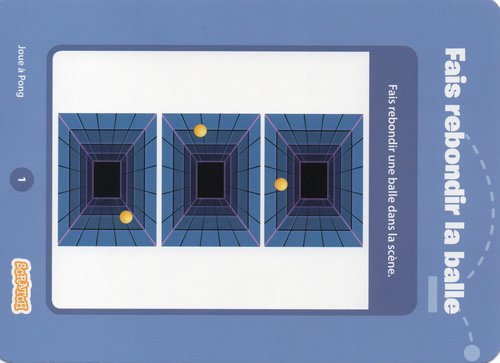 Fais rebondir la balle
Fais rebondir une balle dans la scène.
Joue à Pong
1
SCRATCH